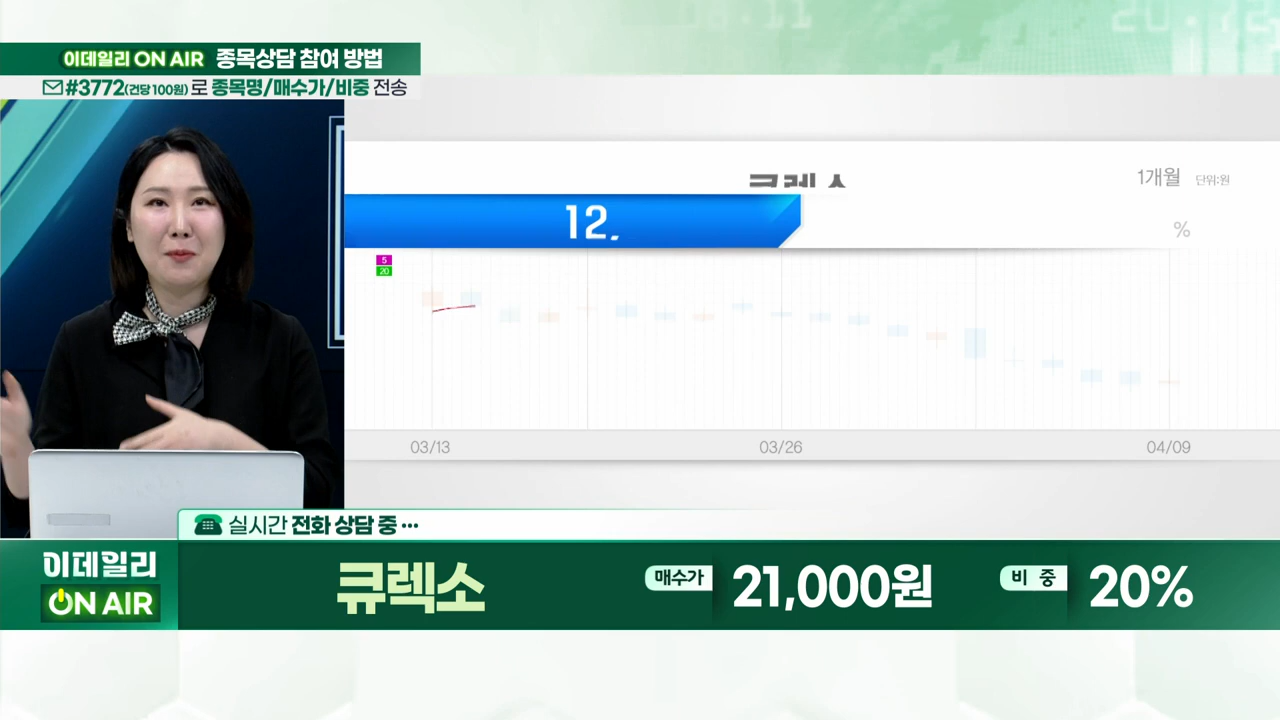 이데일리 ON AIR 종목상담 참여 방법
#3772(건당 100원)로 종목명/매수가/비중 전송
큐렉소
1개월 단위:원
12.
%
5
20
03/13 03/26 04/09
실시간 전화 상담 중 ···
이데일리
ON AIR
큐렉소 매수가 21,000원 비 중 20%